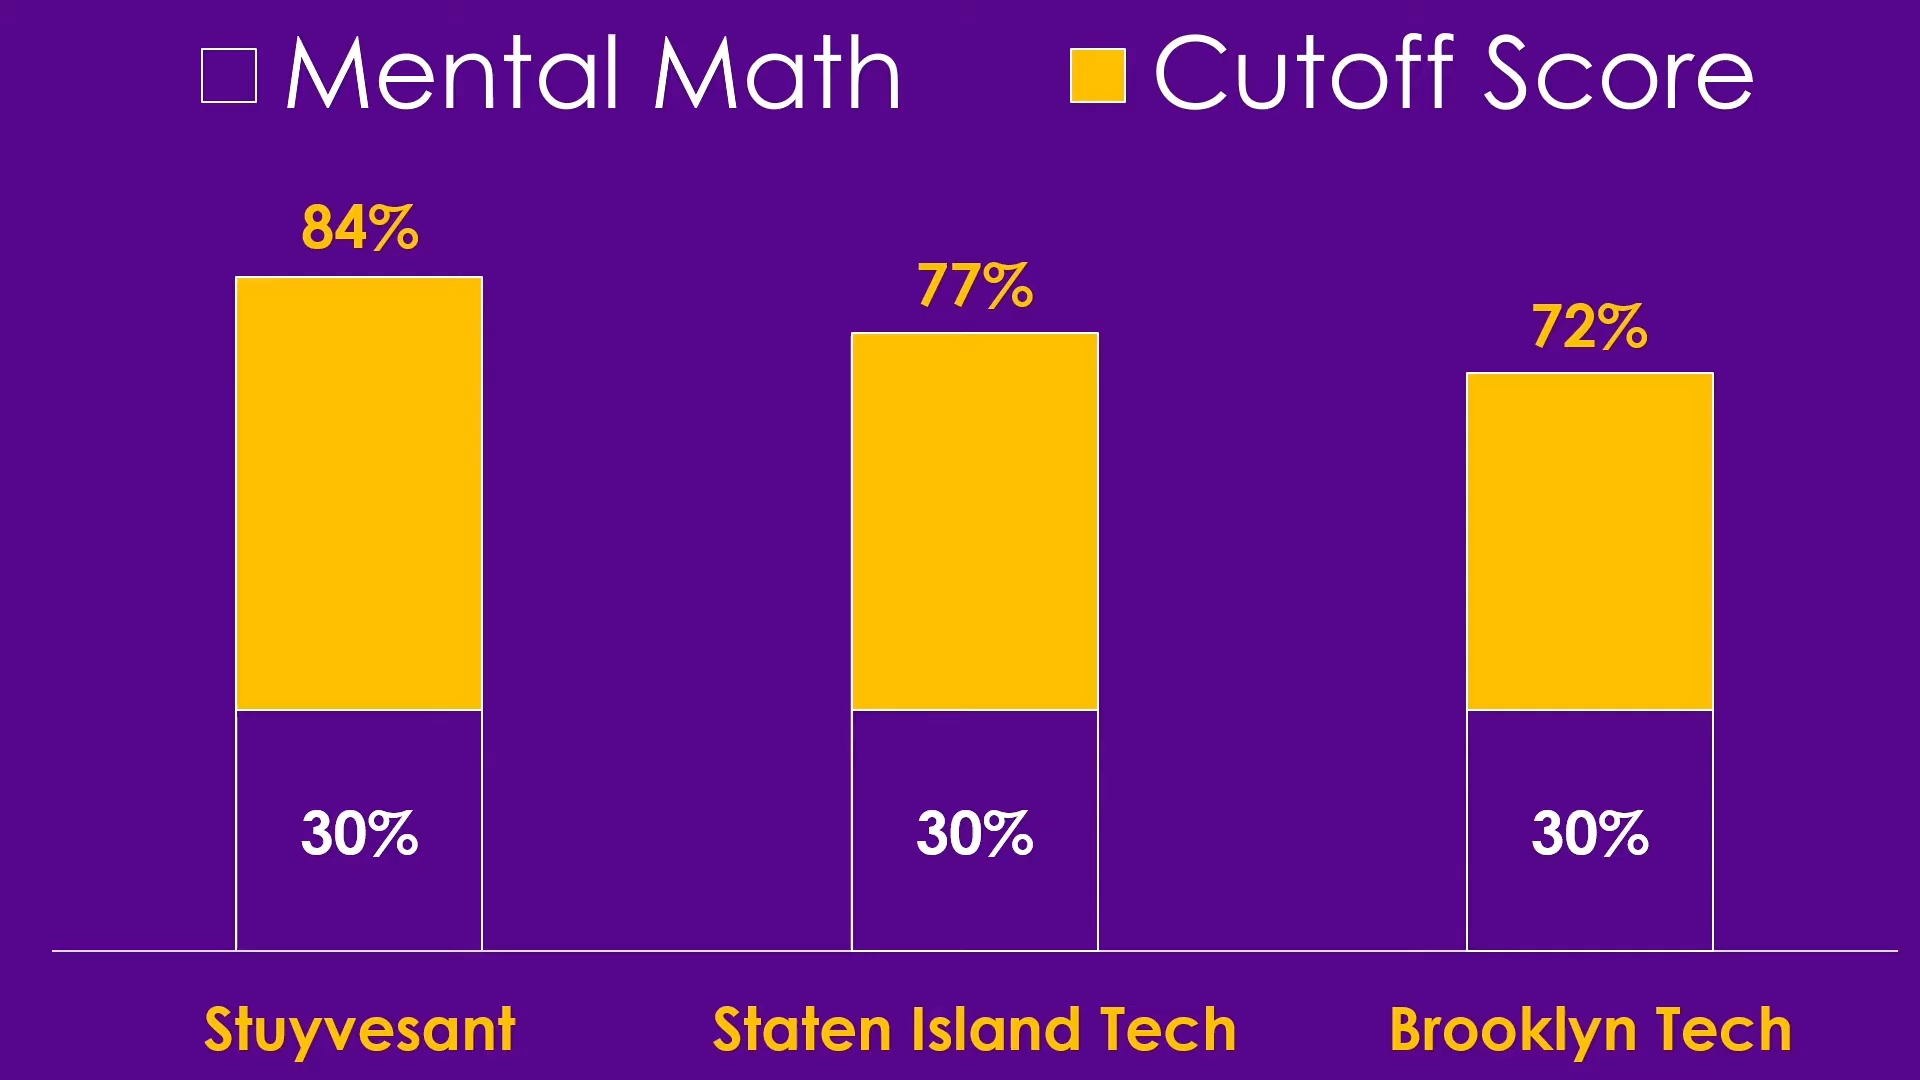 Mental Math Cutoff Score
84% 77% 72%
30% 30% 30%
Stuyvesant Staten Island Tech Brooklyn Tech